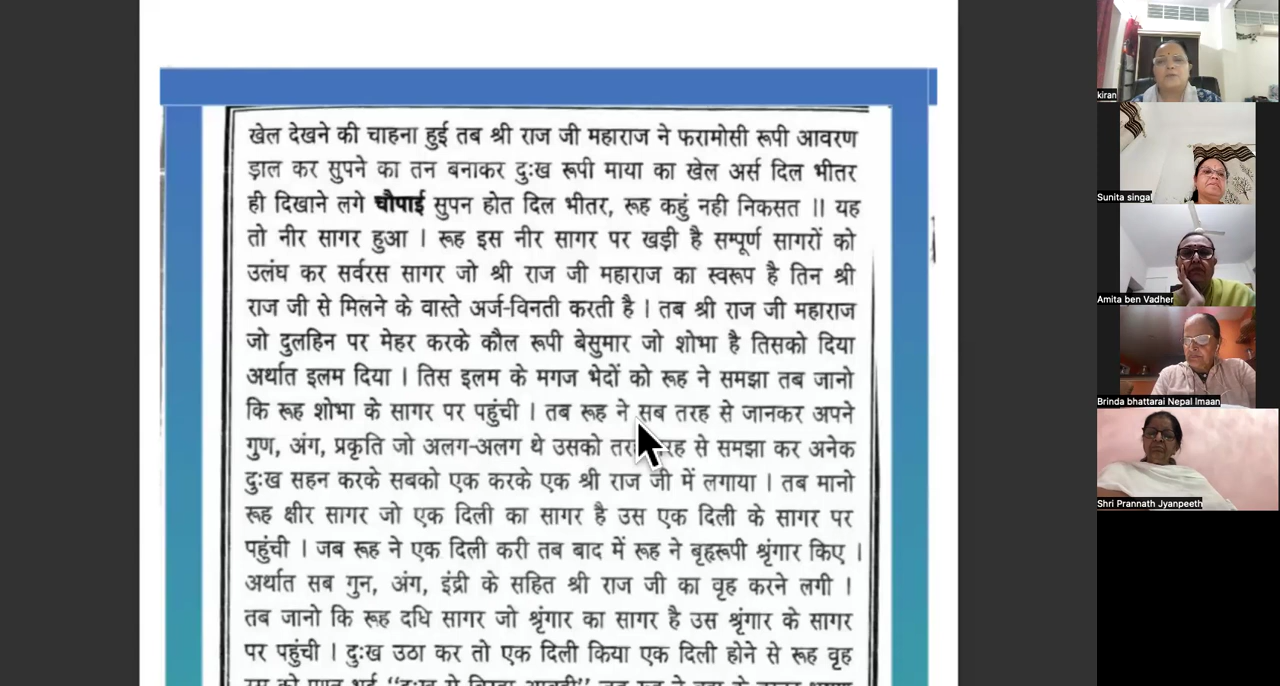 खेल देखने की चाहना हुई तब श्री राज जी महाराज ने फरामोसी रूपी आवरण
ड़ाल कर सुपने का तन बनाकर दुःख रूपी माया का खेल अर्स दिल भीतर
ही दिखाने लगे चौपाई सुपन होत दिल भीतर, रूह कहुं नही निकसत ।। यह
तो नीर सागर हुआ । रूह इस नीर सागर पर खड़ी है सम्पूर्ण सागरों को
उलंघ कर सर्वरस सागर जो श्री राज जी महाराज का स्वरूप है तिन श्री
राज जी से मिलने के वास्ते अर्ज-विनती करती है । तब श्री राज जी महाराज
जो दुलहिन पर मेहर करके कौल रूपी बेसुमार जो शोभा है तिसको दिया
अर्थात इलम दिया । तिस इलम के मगज भेदों को रूह ने समझा तब जानो
कि रूह शोभा के सागर पर पहुंची । तब रूह ने सब तरह से जानकर अपने
गुण, अंग, प्रकृति जो अलग-अलग थे उसको से समझा कर अनेक
दुःख सहन करके सबको एक करके एक श्री राज जी में लगाया । तब मानो
रूह क्षीर सागर जो एक दिली का सागर है उस एक दिली के सागर पर
पहुंची । जब रूह ने एक दिली करी तब बाद में रूह ने बृहरूपी श्रृंगार किए ।
अर्थात सब गुन, अंग, इंद्री के सहित श्री राज जी का वृह करने लगी ।
तब जानो कि रूह दधि सागर जो श्रृंगार का सागर है उस श्रृंगार के सागर
पर पहुंची । दुःख उठा कर तो एक दिली किया एक दिली होने से रूह वृह
kiran
Sunita singal
Amita ben Vadher
Brinda bhattarai Nepal Imaan
Shri Prannath Jyanpeeth